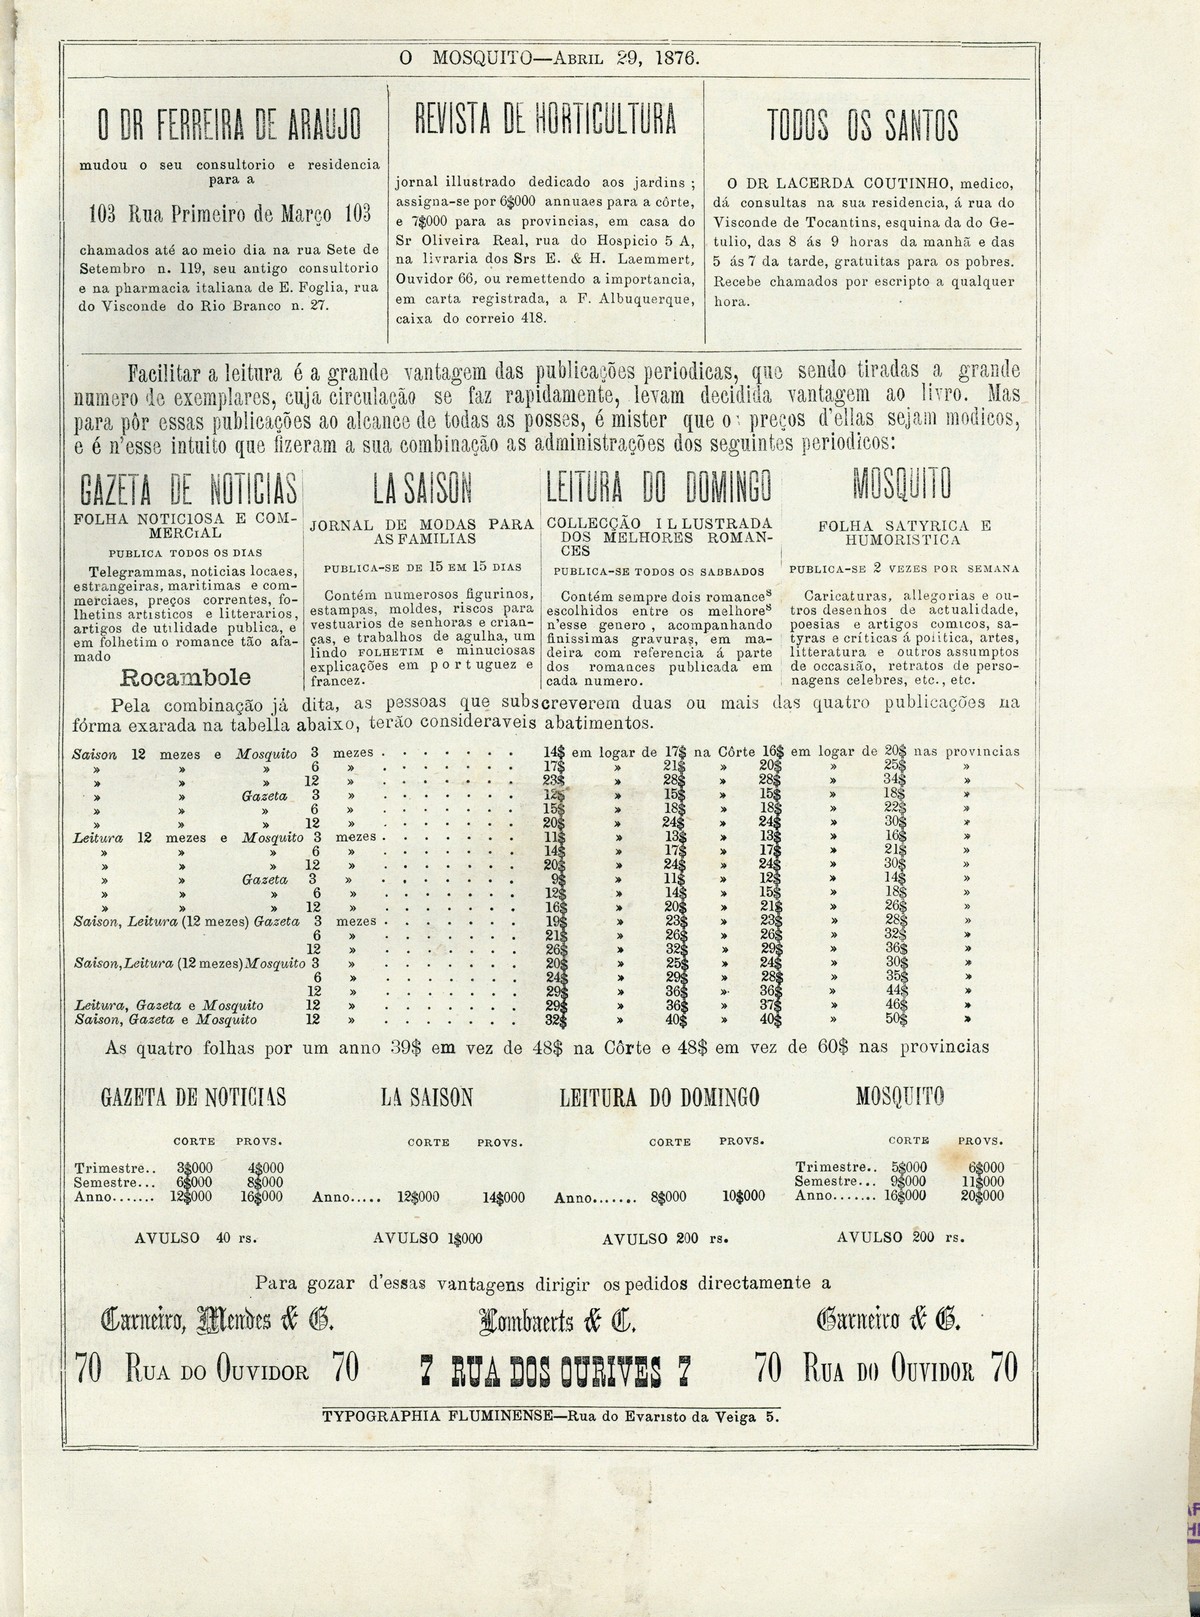 O MOSQUITO—ABRIL 29, 1876.
O DR FERREIRA DE ARAUJO
mudou o seu consultorio e residencia
para a
103 Rua Primeiro de Março 103
chamados até ao meio dia na rua Sete de
Setembro n. 119, seu antigo consultorio
e na pharmacia italiana de E. Foglia, rua
do Visconde do Rio Branco n. 27.
REVISTA DE HORTICULTURA
jornal illustrado dedicado aos jardins ;
assigna-se por 6$000 annuaes para a côrte,
e 7$000 para as provincias, em casa do
Sr Oliveira Real, rua do Hospicio 5 A,
na livraria dos Srs E. & H. Laemmert,
Ouvidor 66, ou remettendo a importancia,
em carta registrada, a F. Albuquerque,
caixa do correio 418.
TODOS OS SANTOS
O DR LACERDA COUTINHO, medico,
dá consultas na sua residencia, á rua do
Visconde de Tocantins, esquina da do Ge-
tulio, das 8 ás 9 horas da manhã e das
5 ás 7 da tarde, gratuitas para os pobres.
Recebe chamados por escripto a qualquer
hora.
Facilitar a leitura é a grande vantagem das publicações periodicas, que sendo tiradas a grande
numero de exemplares, cuja circulação se faz rapidamente, levam decidida vantagem ao livro. Mas
para pôr essas publicações ao alcance de todas as posses, é mister que o: preços d'ellas sejam modicos,
e é n'esse intuito que fizeram a sua combinação as administrações dos seguintes periodicos:
GAZETA DE NOTICIAS
FOLHA NOTICIOSA E COM-
MERCIAL
PUBLICA TODOS OS DIAS
Telegrammas, noticias locaes,
estrangeiras, maritimas e com-
merciaes, preços correntes, fo-
lhetins artisticos e litterarios,
artigos de utilidade publica, e
em folhetim o romance tão afa-
mado
Rocambole
LA SAISON
JORNAL DE MODAS PARA
AS FAMILIAS
PUBLICA-SE DE 15 EM 15 DIAS
Contém numerosos figurinos,
estampas, moldes, riscos para
vestuarios de senhoras e crian-
ças, e trabalhos de agulha, um
lindo FOLHETIM e minuciosas
explicações em portuguez e
francez.
LEITURA DO DOMINGO
COLLECÇÃO ILLUSTRADA
DOS MELHORES ROMAN-
CES
PUBLICA-SE TODOS OS SABBADOS
Contém sempre dois romances
escolhidos entre os melhores
n'esse genero, acompanhando
finissimas gravuras, em ma-
deira com referencia á parte
dos romances publicada em
cada numero.
MOSQUITO
FOLHA SATYRICA E
HUMORISTICA
PUBLICA-SE 2 VEZES POR SEMANA
Caricaturas, allegorias e ou-
tros desenhos de actualidade,
poesias e artigos comicos, sa-
tyras e críticas á politica, artes,
litteratura e outros assumptos
de occasião, retratos de perso-
nagens celebres, etc., etc.
Pela combinação já dita, as pessoas que subscreverem duas ou mais das quatro publicações na
fórma exarada na tabella abaixo, terão consideraveis abatimentos.
Saison 12 mezes e Mosquito 3 mezes . . . . . . . 14$ em logar de 17$ na Côrte 16$ em logar de 20$ nas provincias
» » » 6 » . . . . . . . 17$ » 21$ » 20$ » 25$ »
» » » 12 » . . . . . . . 23$ » 28$ » 28$ » 34$ »
» » Gazeta 3 » . . . . . . . 12$ » 15$ » 15$ » 18$ »
» » » 6 » . . . . . . . 15$ » 18$ » 18$ » 22$ »
» » » 12 » . . . . . . . 20$ » 24$ » 24$ » 30$ »
Leitura 12 mezes e Mosquito 3 mezes . . . . . . . 11$ » 13$ » 13$ » 16$ »
» » » 6 » . . . . . . . 14$ » 17$ » 17$ » 21$ »
» » » 12 » . . . . . . . 20$ » 24$ » 24$ » 30$ »
» » Gazeta 3 » . . . . . . . 9$ » 11$ » 12$ » 14$ »
» » » 6 » . . . . . . . 12$ » 14$ » 15$ » 18$ »
» » » 12 » . . . . . . . 16$ » 20$ » 21$ » 26$ »
Saison, Leitura (12 mezes) Gazeta 3 mezes . . . . . . . 19$ » 23$ » 23$ » 28$ »
6 » . . . . . . . 21$ » 26$ » 26$ » 32$ »
12 » . . . . . . . 26$ » 32$ » 29$ » 36$ »
Saison, Leitura (12 mezes) Mosquito 3 » . . . . . . . 20$ » 25$ » 24$ » 30$ »
6 » . . . . . . . 24$ » 29$ » 28$ » 35$ »
12 » . . . . . . . 29$ » 36$ » 36$ » 44$ »
Leitura, Gazeta e Mosquito 12 » . . . . . . . 29$ » 36$ » 37$ » 46$ »
Saison, Gazeta e Mosquito 12 » . . . . . . . 32$ » 40$ » 40$ » 50$ »
As quatro folhas por um anno 39$ em vez de 48$ na Côrte e 48$ em vez de 60$ nas provincias
GAZETA DE NOTICIAS
CORTE PROVS.
Trimestre.. 3$000 4$000
Semestre... 6$000 8$000
Anno....... 12$000 16$000
AVULSO 40 rs.
LA SAISON
CORTE PROVS.
Anno..... 12$000 14$000
AVULSO 1$000
LEITURA DO DOMINGO
CORTE PROVS.
Anno....... 8$000 10$000
AVULSO 200 rs.
MOSQUITO
CORTE PROVS.
Trimestre.. 5$000 6$000
Semestre... 9$000 11$000
Anno....... 16$000 20$000
AVULSO 200 rs.
Para gozar d'essas vantagens dirigir os pedidos directamente a
Carneiro, Mendes & G.
70 RUA DO OUVIDOR 70
Lombaerts & C.
7 RUA DOS OURIVES 7
Garneiro & G.
70 RUA DO OUVIDOR 70
TYPOGRAPHIA FLUMINENSE—Rua do Evaristo da Veiga 5.